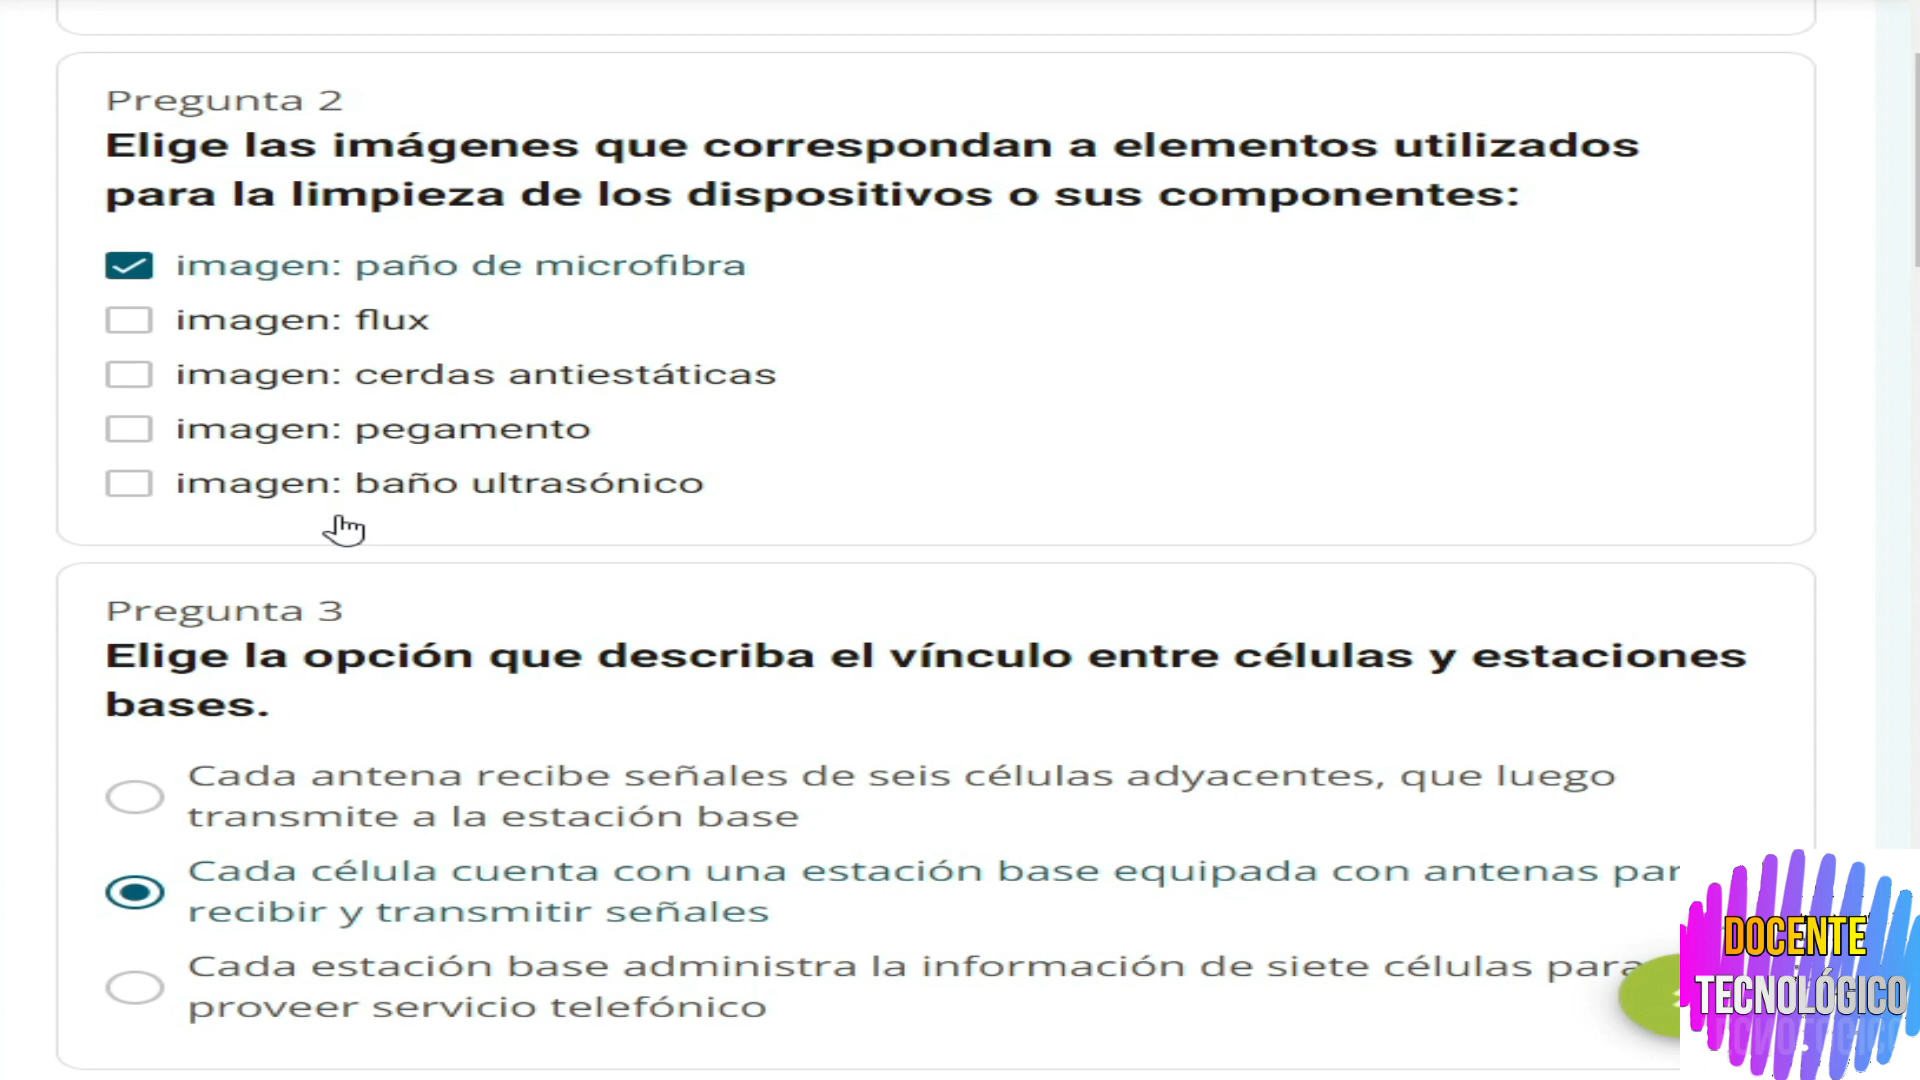 Pregunta 2
Elige las imágenes que correspondan a elementos utilizados
para la limpieza de los dispositivos o sus componentes:
imagen: paño de microfibra
imagen: flux
imagen: cerdas antiestáticas
imagen: pegamento
imagen: baño ultrasónico
Pregunta 3
Elige la opción que describa el vínculo entre células y estaciones
bases.
Cada antena recibe señales de seis células adyacentes, que luego
transmite a la estación base
Cada célula cuenta con una estación base equipada con antenas par
recibir y transmitir señales
Cada estación base administra la información de siete células para
proveer servicio telefónico
DOCENTE
TECNOLÓGICO